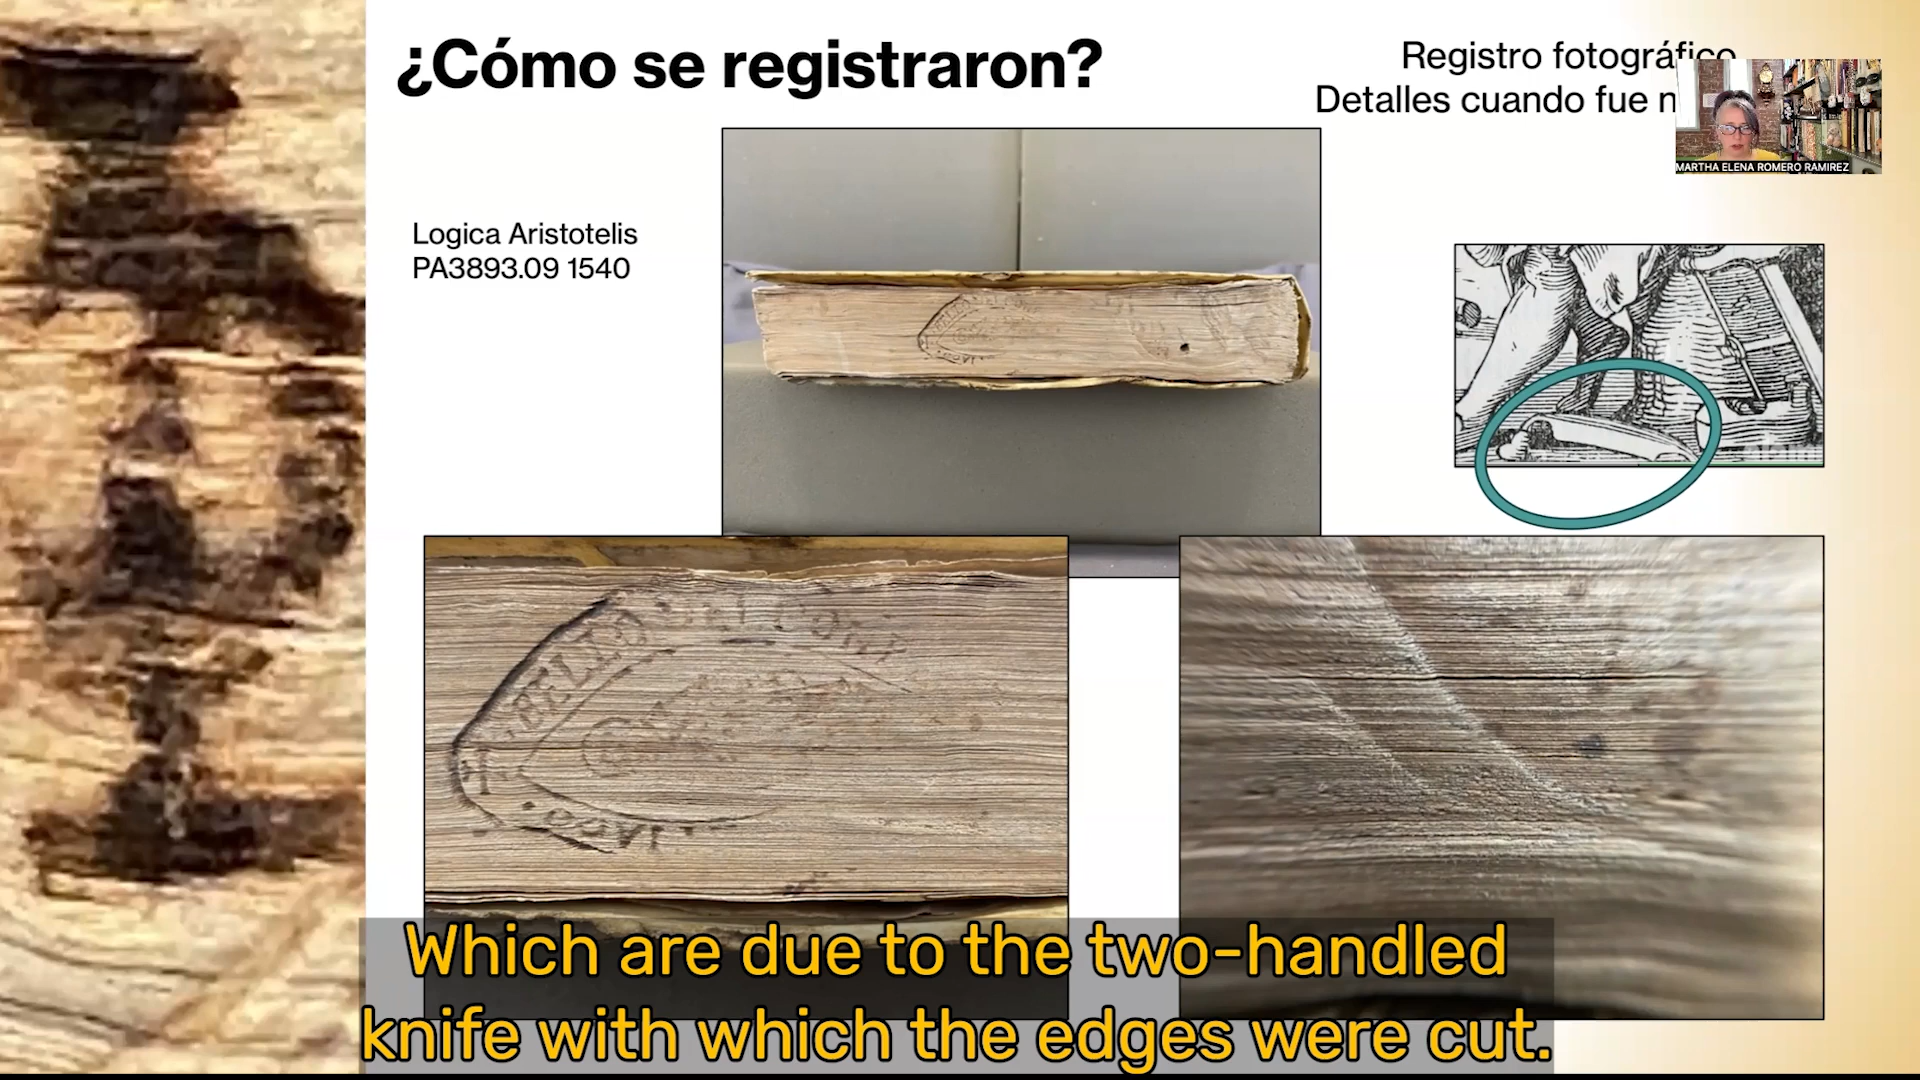 ¿Cómo se registraron?
Registro fotográfico
Detalles cuando fue
MARTHA ELENA ROMERO RAMIREZ
Logica Aristotelis
PA3893.09 1540
Which are due to the two-handled
knife with which the edges were cut.